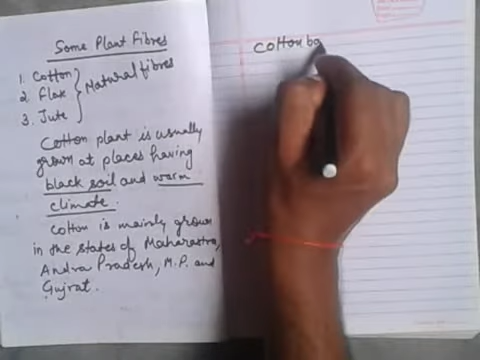 Some Plant Fibres
1. Cotton
2. Flax
3. Jute
Natural fibres
Cotton plant is usually
grown at places having
black soil and warm
climate.
Cotton is mainly grown
in the states of Maharastra,
Andra Pradesh, M.P. and
Gujrat.
Cotton bo